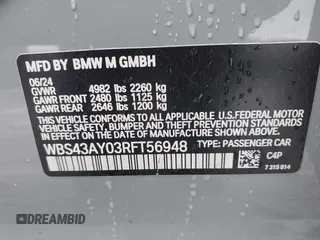 MFD BY BMW M GMBH
06/24
GVWR 4982 lbs 2260 kg
GAWR FRONT 2480 lbs 1125 kg
GAWR REAR 2646 lbs 1200 kg
THIS VEHICLE CONFORMS TO ALL APPLICABLE U.S. FEDERAL MOTOR
VEHICLE SAFETY, BUMPER AND THEFT PREVENTION STANDARDS
IN EFFECT ON THE DATE OF MANUFACTURE SHOWN ABOVE.
WBS43AY03RFT56948 TYPE: PASSENGER CAR
C4P
7 215 814
DREAMBID